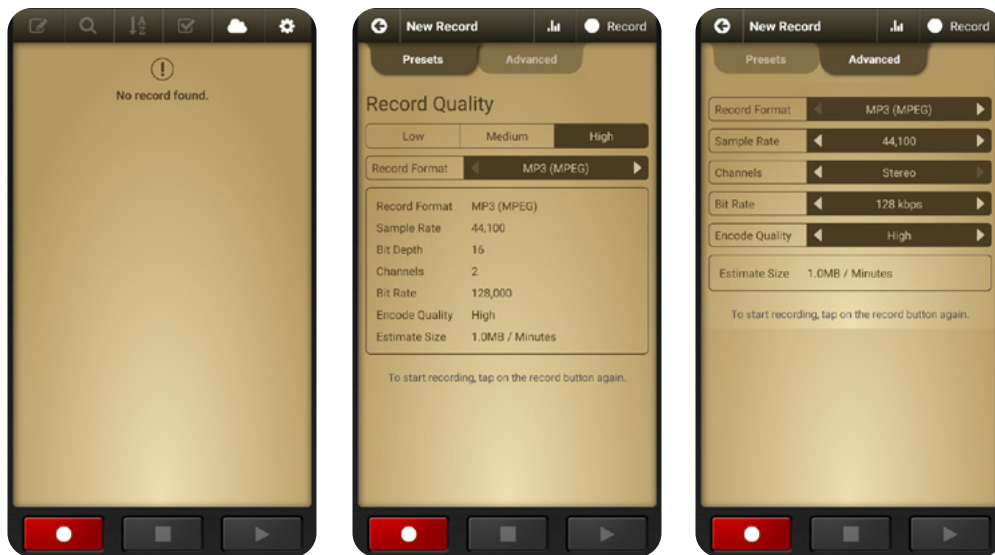 No record found.
New Record
Record
Presets
Advanced
Record Quality
Low
Medium
High
Record Format
MP3 (MPEG)
Record Format MP3 (MPEG)
Sample Rate 44,100
Bit Depth 16
Channels 2
Bit Rate 128,000
Encode Quality High
Estimate Size 1.0MB / Minutes
To start recording, tap on the record button again.
New Record
Record
Presets
Advanced
Record Format MP3 (MPEG)
Sample Rate 44,100
Channels Stereo
Bit Rate 128 kbps
Encode Quality High
Estimate Size 1.0MB / Minutes
To start recording, tap on the record button again.